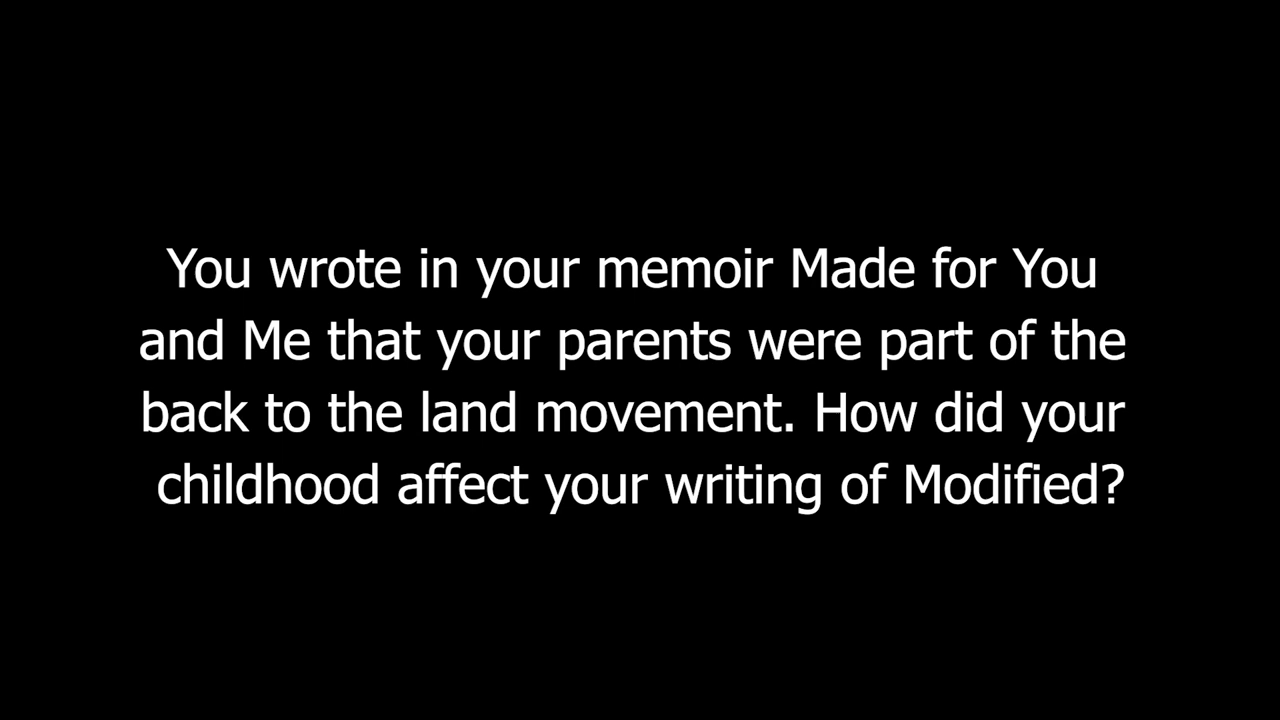 You wrote in your memoir Made for You
and Me that your parents were part of the
back to the land movement. How did your
childhood affect your writing of Modified?